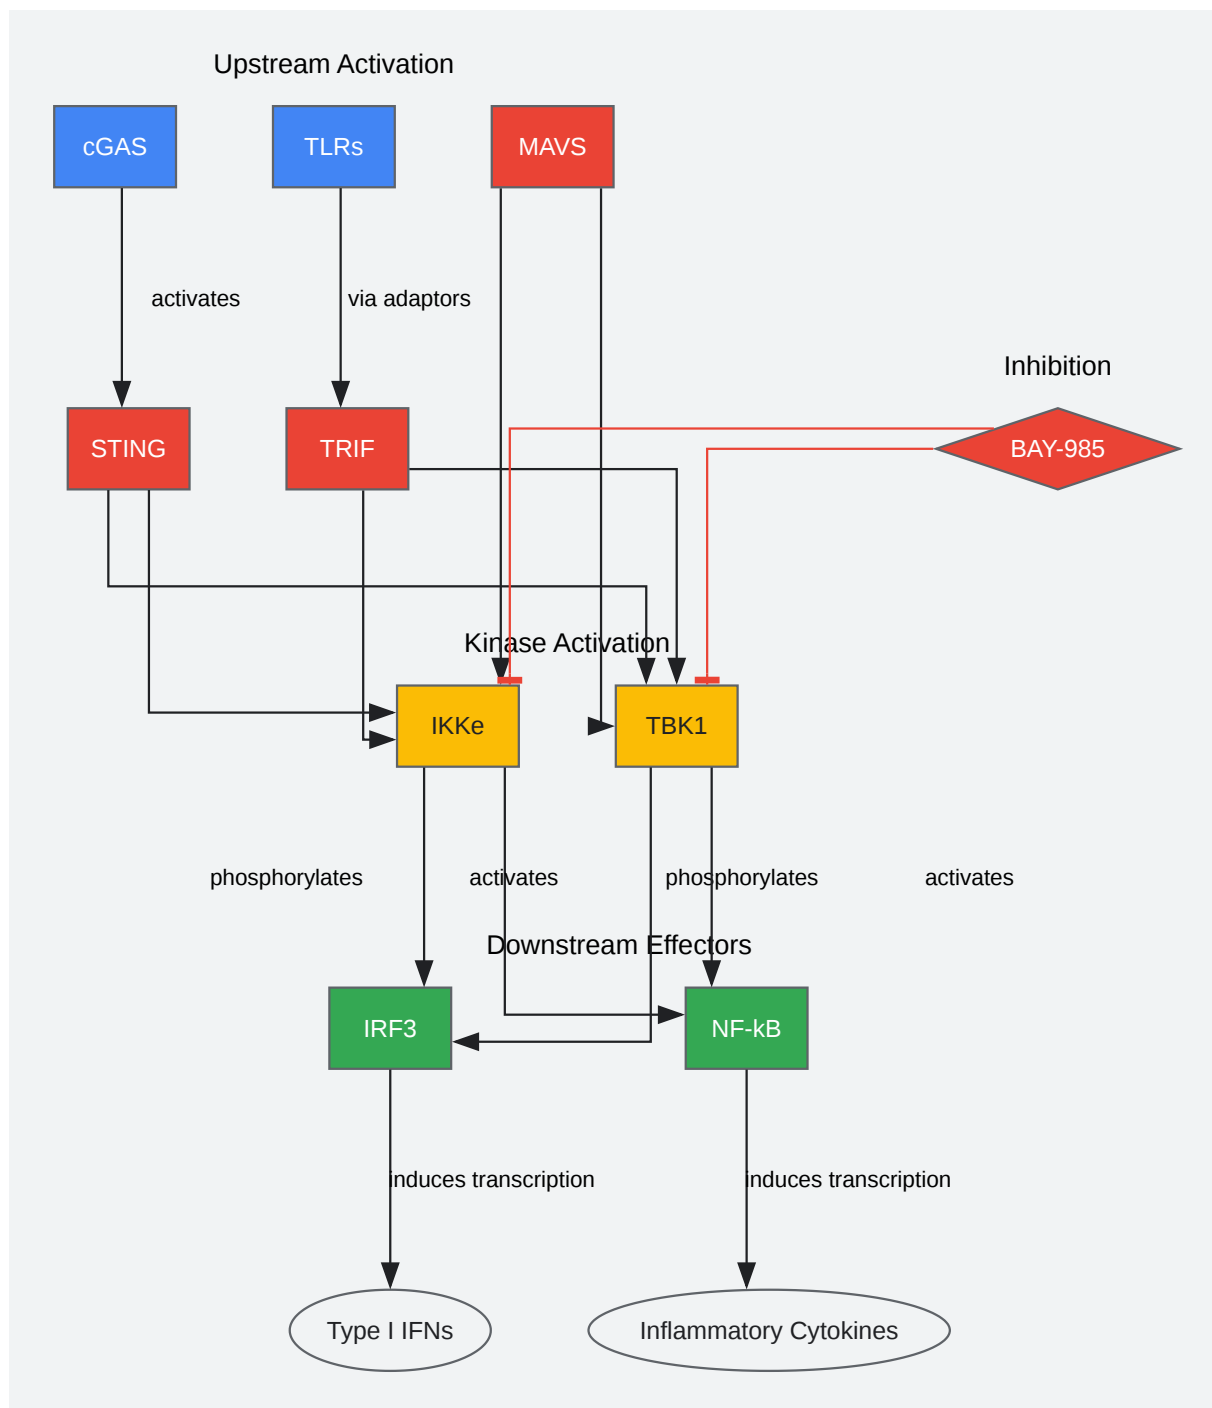 Upstream Activation
cGAS
TLRs
MAVS
activates
via adaptors
Inhibition
STING
TRIF
BAY-985
Kinase Activation
IKKe
TBK1
phosphorylates
activates
phosphorylates
activates
Downstream Effectors
IRF3
NF-kB
induces transcription
induces transcription
Type I IFNs
Inflammatory Cytokines